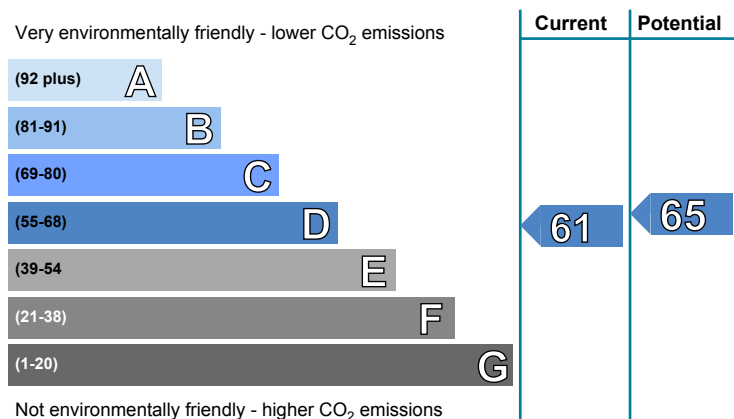 Very environmentally friendly - lower CO2 emissions
Current
Potential
(92 plus) A
(81-91) B
(69-80) C
(55-68) D
(39-54 E
(21-38) F
(1-20) G
61
65
Not environmentally friendly - higher CO2 emissions